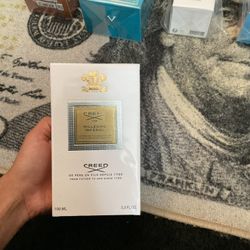 CREED
MILLESIME
IMPERIAL
CREED
DE PERE EN FILS DEPUIS 1760
FROM FATHER TO SON SINCE 1760
100 ML
3.3 FL.OZ.